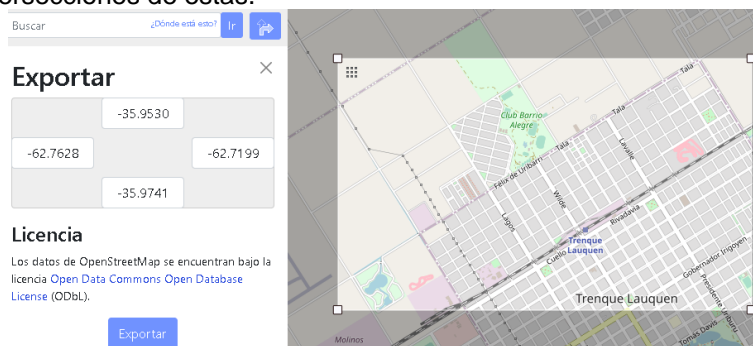 ersecciones de estas.
Buscar
¿Dónde está esto?
Ir
Exportar
-35.9530
-62.7628
-62.7199
-35.9741
Licencia
Los datos de OpenStreetMap se encuentran bajo la
licencia Open Data Commons Open Database
License (ODbL).
Exportar
Tala
Club Barrio
Alegre
Tala
Lavalle
Félix de Uribarri
Tala
Wilde
Rivadavia
Lagos
Trenque
Lauquen
Cuello
Gobernador Irigoyen
Presidente Uriburu
Trenque Lauquen
Tomás Davis
Molinos